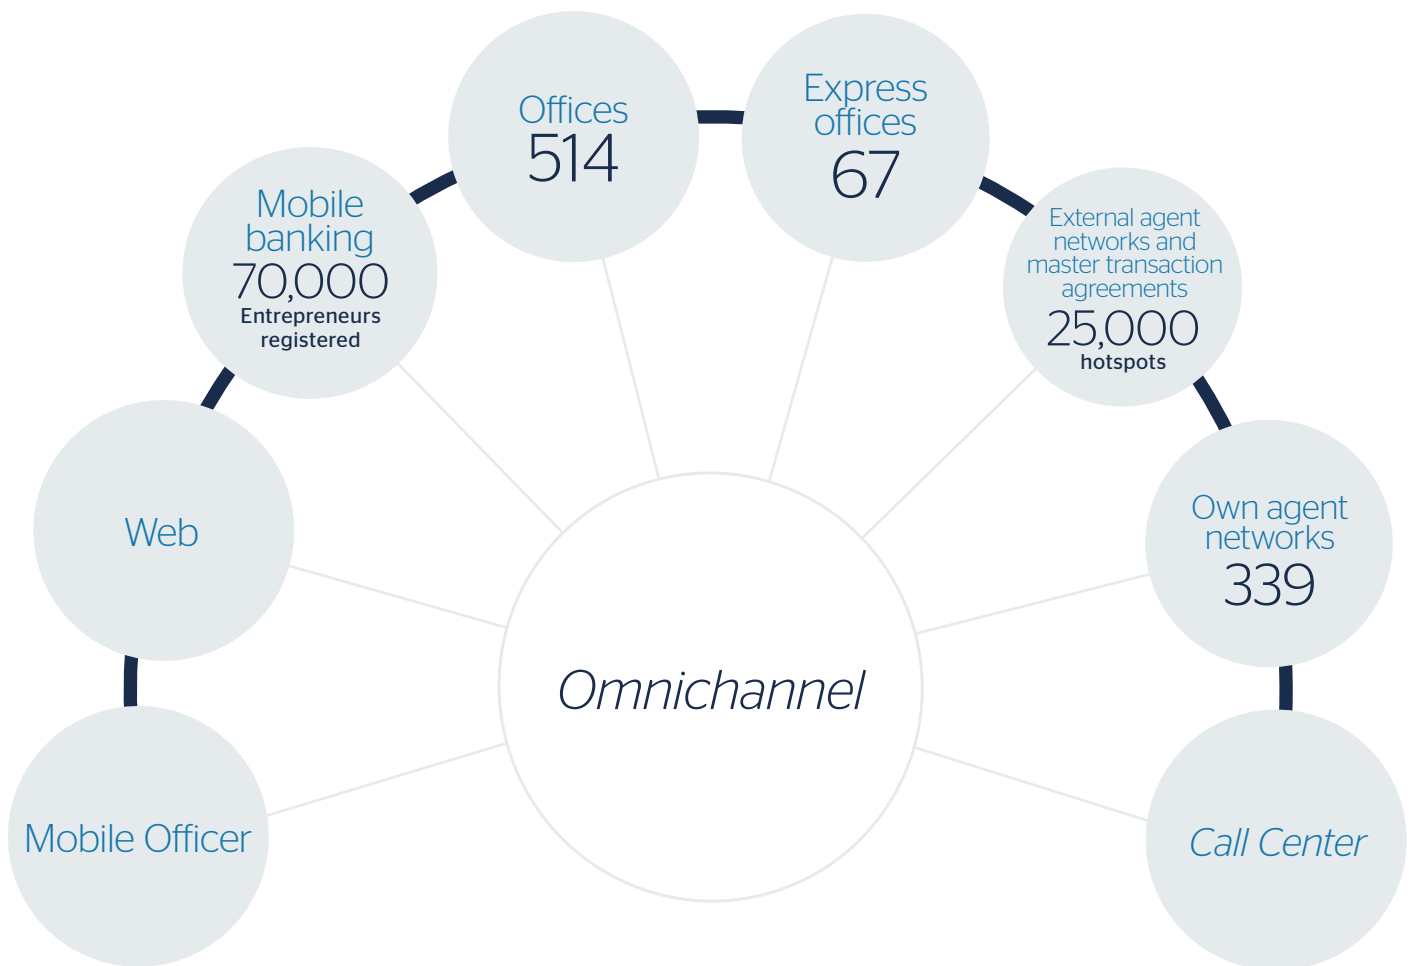 Offices
514
Express
offices
67
Mobile
banking
70,000
Entrepreneurs
registered
External agent
networks and
master transaction
agreements
25,000
hotspots
Web
Own agent
networks
339
Omnichannel
Mobile Officer
Call Center